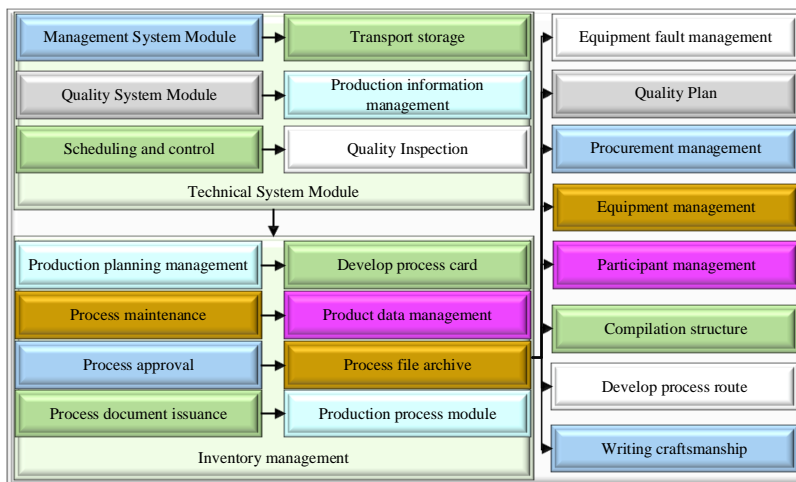 Management System Module
Transport storage
Quality System Module
Production information
management
Scheduling and control
Quality Inspection
Technical System Module
Production planning management
Develop process card
Process maintenance
Product data management
Process approval
Process file archive
Process document issuance
Production process module
Inventory management
Equipment fault management
Quality Plan
Procurement management
Equipment management
Participant management
Compilation structure
Develop process route
Writing craftsmanship